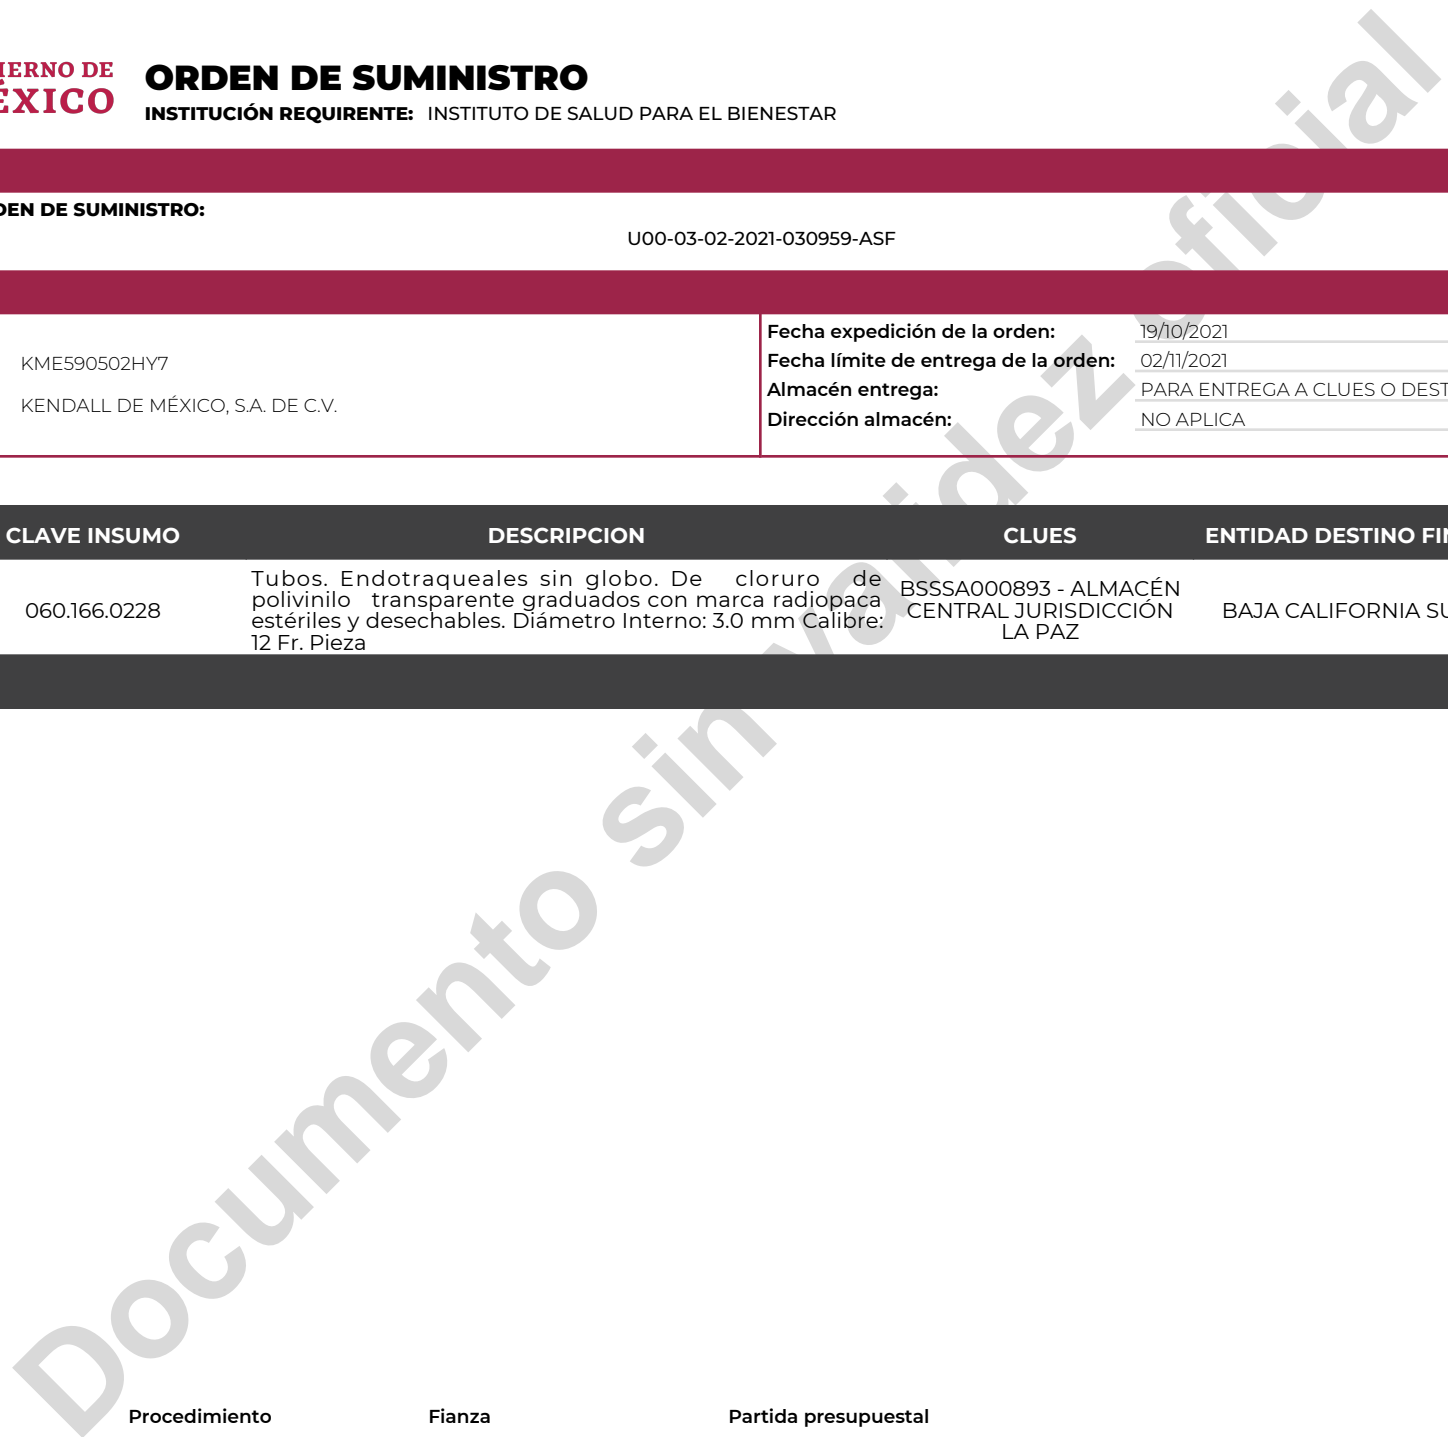 IERNO DE
ÉXICO
ORDEN DE SUMINISTRO
INSTITUCIÓN REQUIRENTE: INSTITUTO DE SALUD PARA EL BIENESTAR
DEN DE SUMINISTRO:
U00-03-02-2021-030959-ASF
KME590502HY7
KENDALL DE MÉXICO, S.A. DE C.V.
Fecha expedición de la orden: 19/10/2021
Fecha límite de entrega de la orden: 02/11/2021
Almacén entrega: PARA ENTREGA A CLUES O DEST
Dirección almacén: NO APLICA
CLAVE INSUMO DESCRIPCION CLUES ENTIDAD DESTINO FIN
060.166.0228
Tubos. Endotraqueales sin globo. De cloruro de
polivinilo transparente graduados con marca radiopaca
estériles y desechables. Diámetro Interno: 3.0 mm Calibre:
12 Fr. Pieza
BSSSA000893 - ALMACÉN
CENTRAL JURISDICCIÓN
LA PAZ
BAJA CALIFORNIA SU
Documento sin validez oficial
Procedimiento Fianza Partida presupuestal